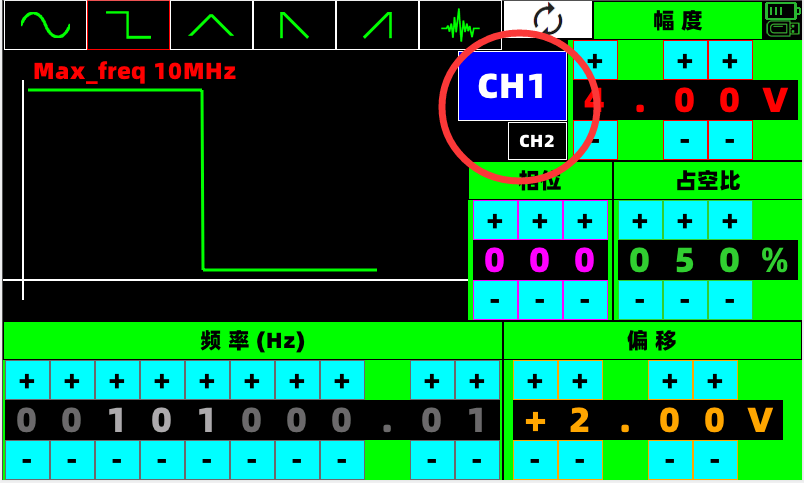 幅 度
Max_freq 10MHz
CH1
CH2
+ + +
4 . 0 0 V
- - -
相位
占空比
+ + +
0 0 0
- - -
+ + +
0 5 0 %
- - -
频 率 (Hz)
偏 移
+ + + + + + + + + +
0 0 1 0 1 0 0 0 . 0 1
- - - - - - - - - -
+ + + +
+ 2 . 0 0 V
- - - -